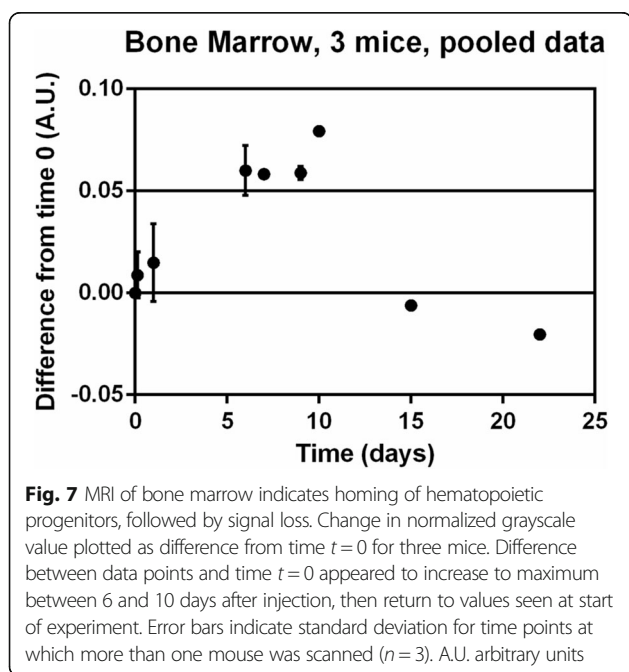 Bone Marrow, 3 mice, pooled data
Difference from time 0 (A.U.)
0.10
0.05
0.00
-0.05
0 5 10 15 20 25
Time (days)
Fig. 7 MRI of bone marrow indicates homing of hematopoietic
progenitors, followed by signal loss. Change in normalized grayscale
value plotted as difference from time t = 0 for three mice. Difference
between data points and time t = 0 appeared to increase to maximum
between 6 and 10 days after injection, then return to values seen at start
of experiment. Error bars indicate standard deviation for time points at
which more than one mouse was scanned (n = 3). A.U. arbitrary units